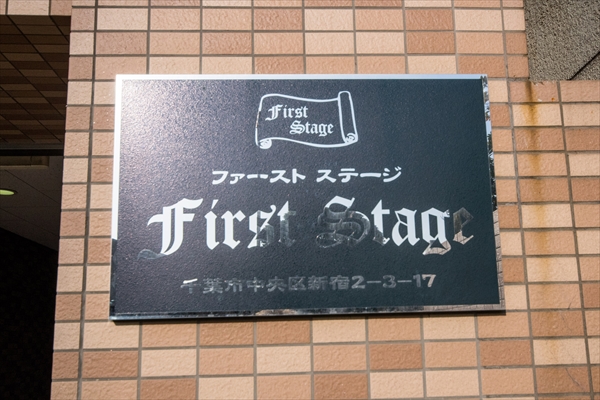 First
Stage
ファースト ステージ
First Stage
千葉市中央区新宿2-3-17